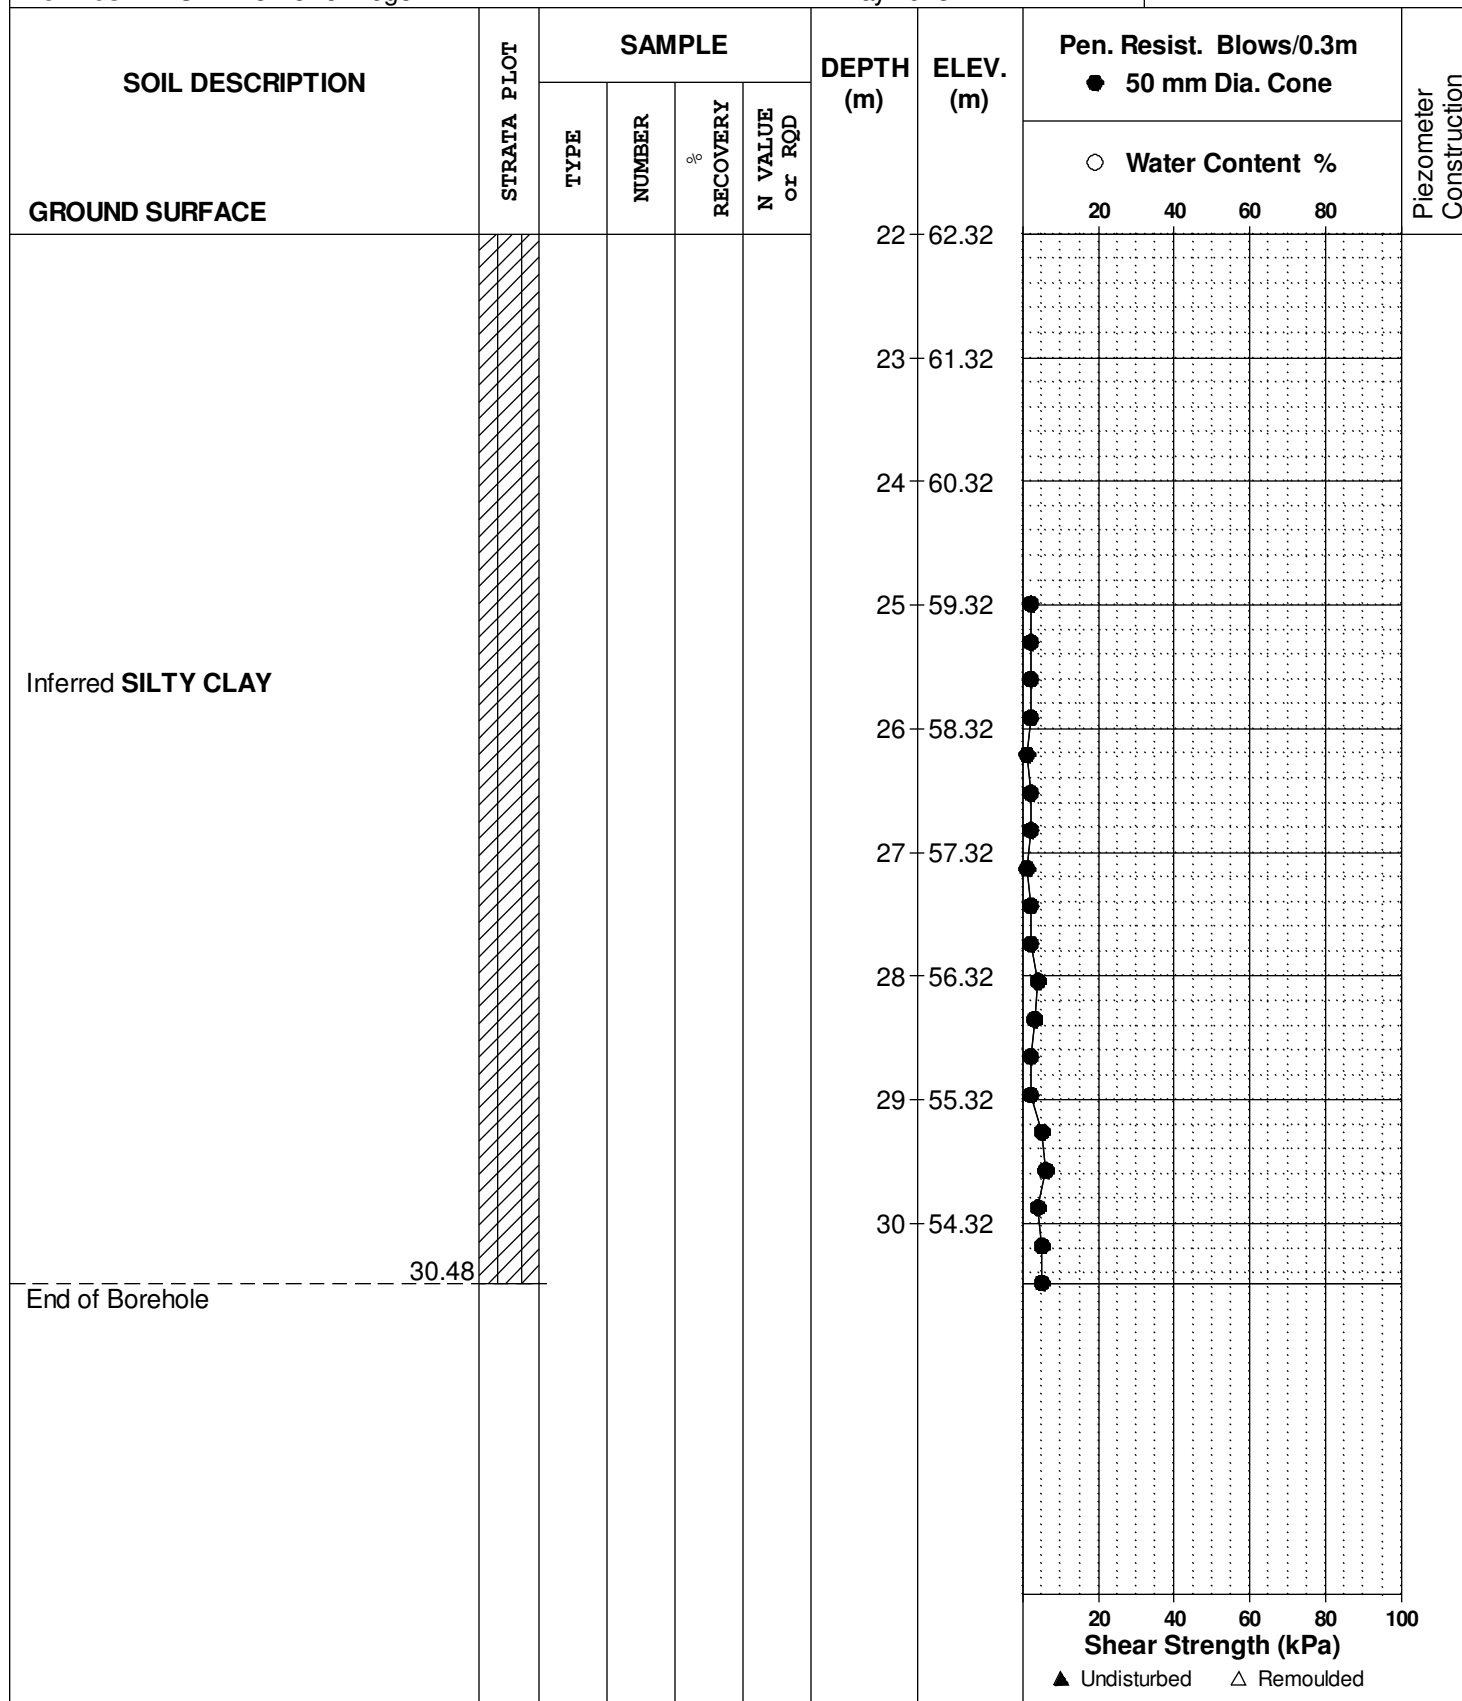 SOIL DESCRIPTION
GROUND SURFACE
STRATA PLOT
SAMPLE
TYPE
NUMBER
%
RECOVERY
N VALUE
or RQD
DEPTH
(m)
ELEV.
(m)
Pen. Resist. Blows/0.3m
● 50 mm Dia. Cone
○ Water Content %
20 40 60 80
Piezometer
Construction
22 62.32
23 61.32
24 60.32
25 59.32
Inferred SILTY CLAY
26 58.32
27 57.32
28 56.32
29 55.32
30 54.32
30.48
End of Borehole
20 40 60 80 100
Shear Strength (kPa)
▲ Undisturbed △ Remoulded